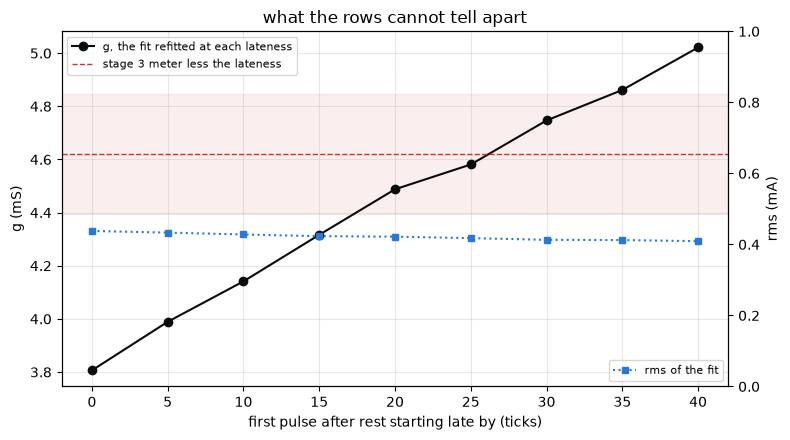 what the rows cannot tell apart
g, the fit refitted at each lateness
stage 3 meter less the lateness
g (mS)
5.0
4.8
4.6
4.4
4.2
4.0
3.8
rms (mA)
1.0
0.8
0.6
0.4
0.2
0.0
rms of the fit
0 5 10 15 20 25 30 35 40
first pulse after rest starting late by (ticks)